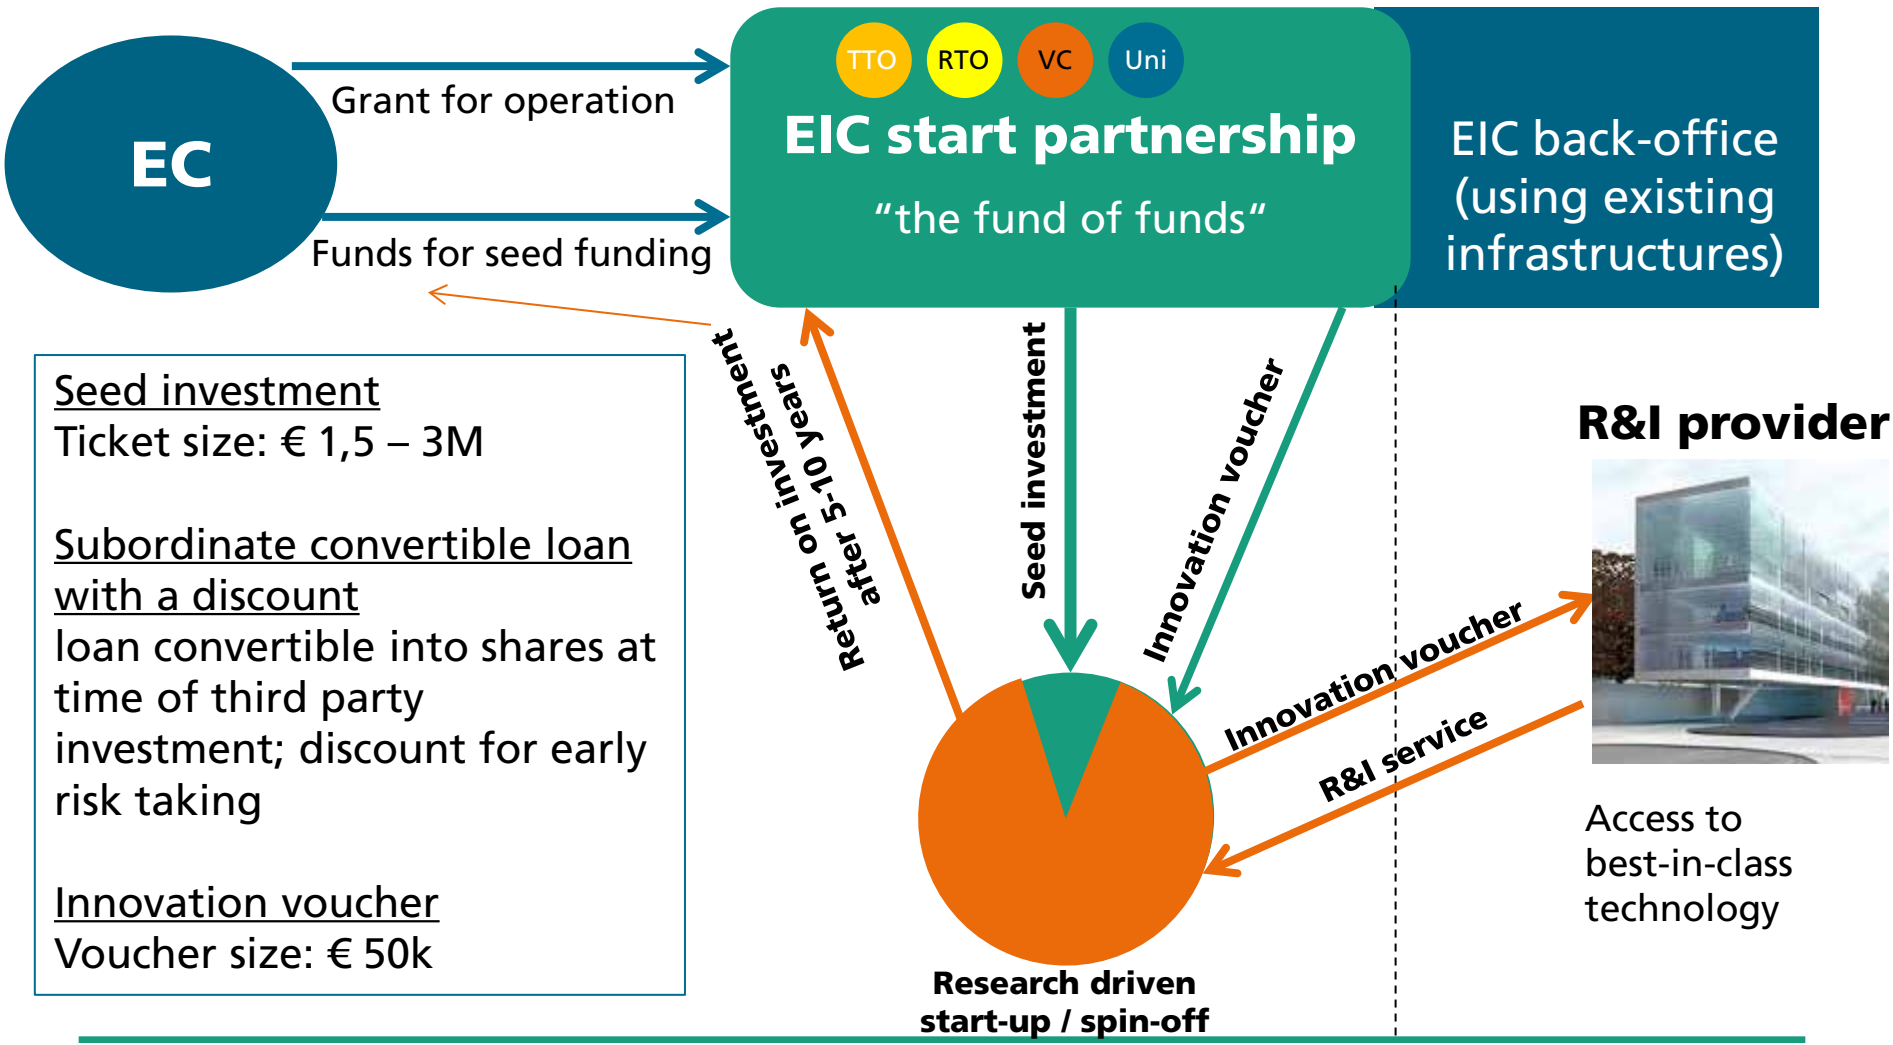 EC
Grant for operation
Funds for seed funding
TTO
RTO
VC
Uni
EIC start partnership
“the fund of funds“
EIC back-office
(using existing
infrastructures)
Seed investment
Ticket size: € 1,5 – 3M
Subordinate convertible loan
with a discount
loan convertible into shares at
time of third party
investment; discount for early
risk taking
Innovation voucher
Voucher size: € 50k
Return on investment
after 5-10 years
Seed investment
Innovation voucher
Innovation voucher
R&I service
R&I provider
Access to
best-in-class
technology
Research driven
start-up / spin-off